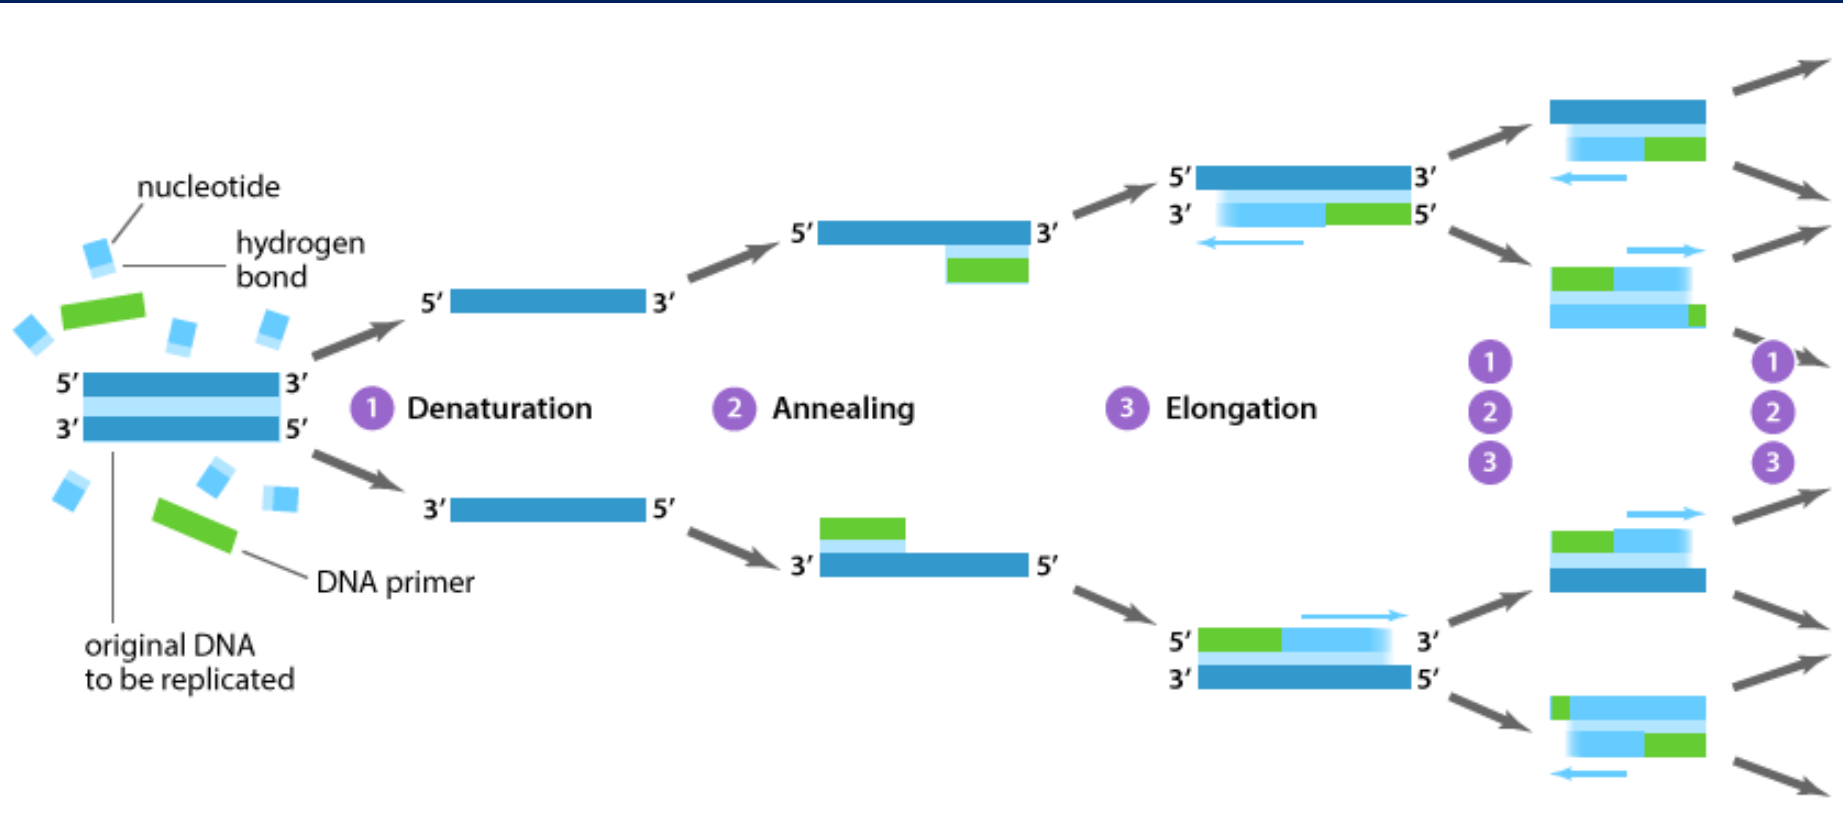 nucleotide
hydrogen
bond
5′ 3′
3′ 5′
DNA primer
original DNA
to be replicated
5′ 3′
1 Denaturation
3′ 5′
5′ 3′
2 Annealing
3′ 5′
5′ 3′
3′ 5′
3 Elongation
5′ 3′
3′ 5′
1
2
3
1
2
3